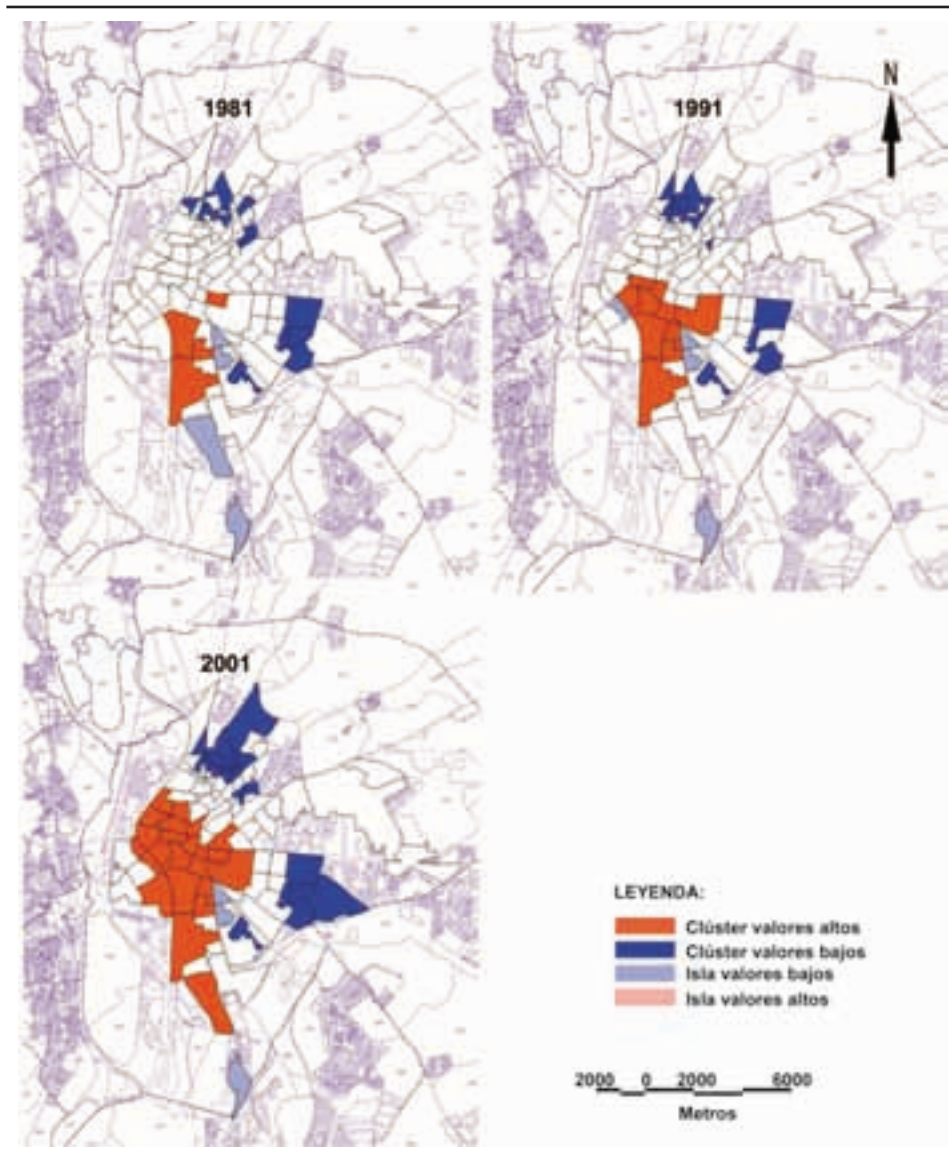 1981
1991
N
2001
LEYENDA:
Clúster valores altos
Clúster valores bajos
Isla valores bajos
Isla valores altos
2000 0 2000 6000
Metros